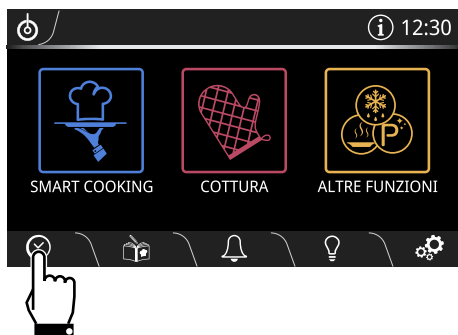 12:30
SMART COOKING
COTTURA
ALTRE FUNZIONI
P